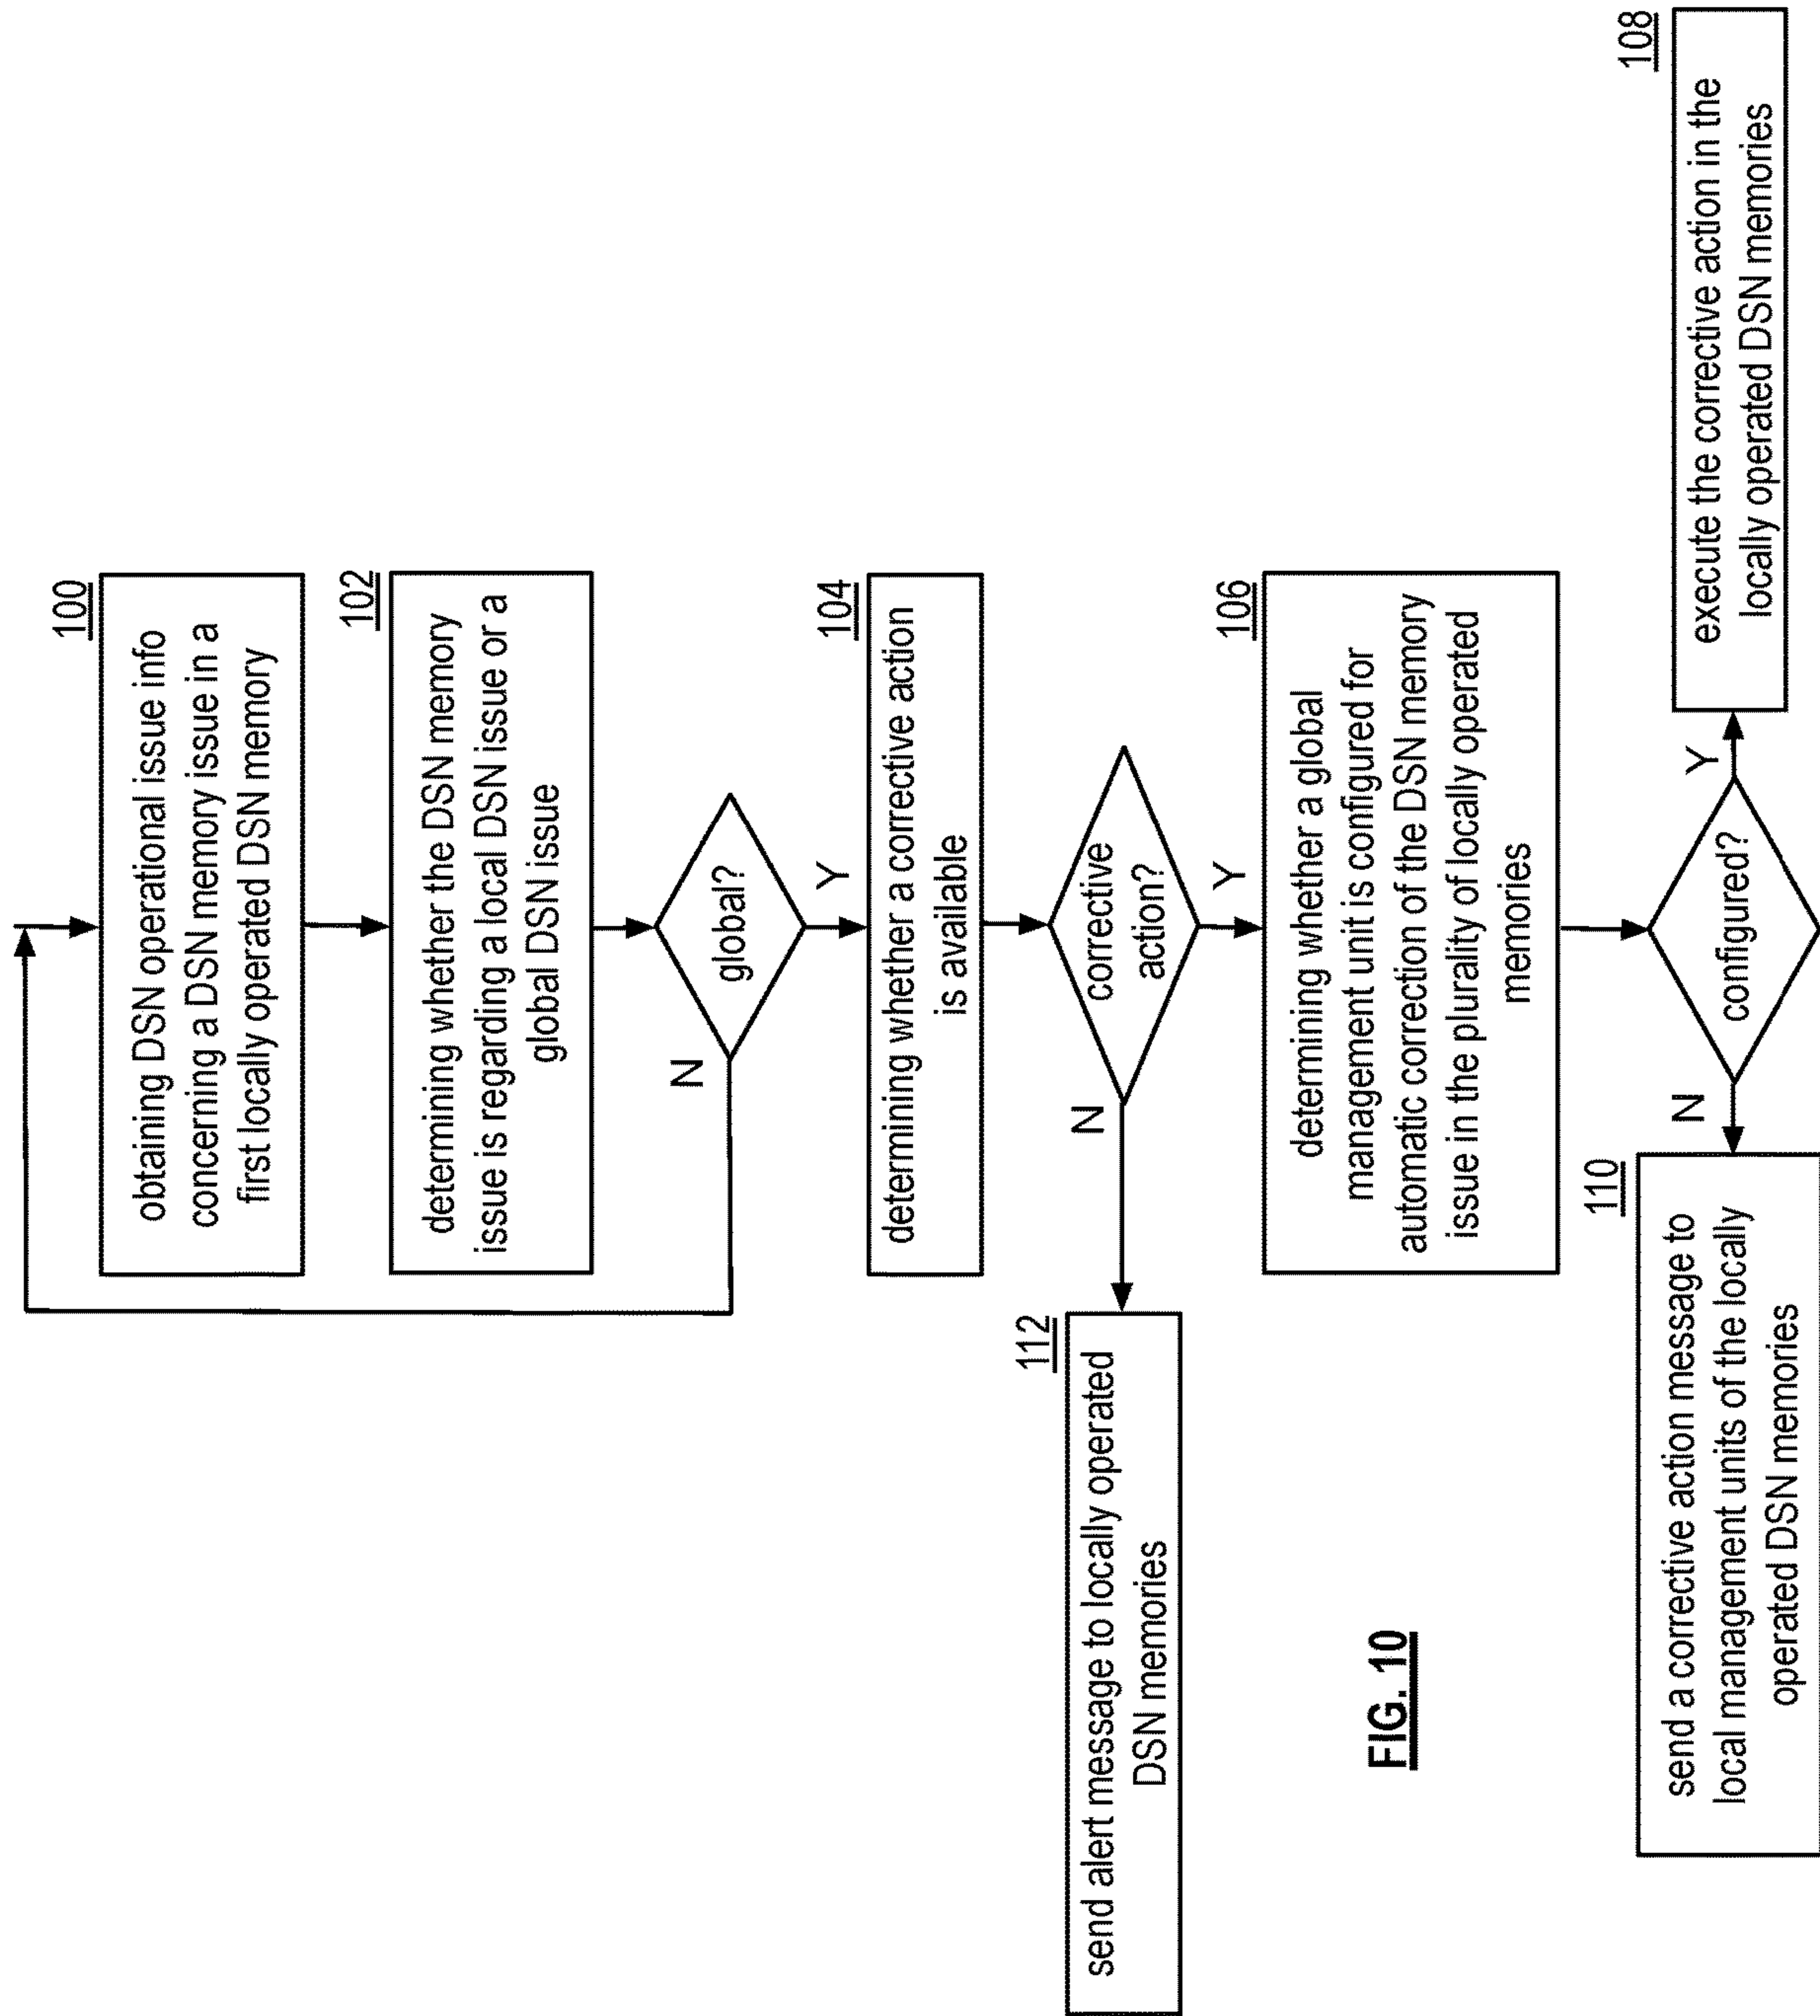 100
obtaining DSN operational issue info
concerning a DSN memory issue in a
first locally operated DSN memory
102
determining whether the DSN memory
issue is regarding a local DSN issue or a
global DSN issue
global?
N
Y
104
determining whether a corrective action
is available
corrective
action?
N
Y
112
send alert message to locally operated
DSN memories
106
determining whether a global
management unit is configured for
automatic correction of the DSN memory
issue in the plurality of locally operated
memories
configured?
N
Y
110
send a corrective action message to
local management units of the locally
operated DSN memories
108
execute the corrective action in the
locally operated DSN memories
FIG. 10